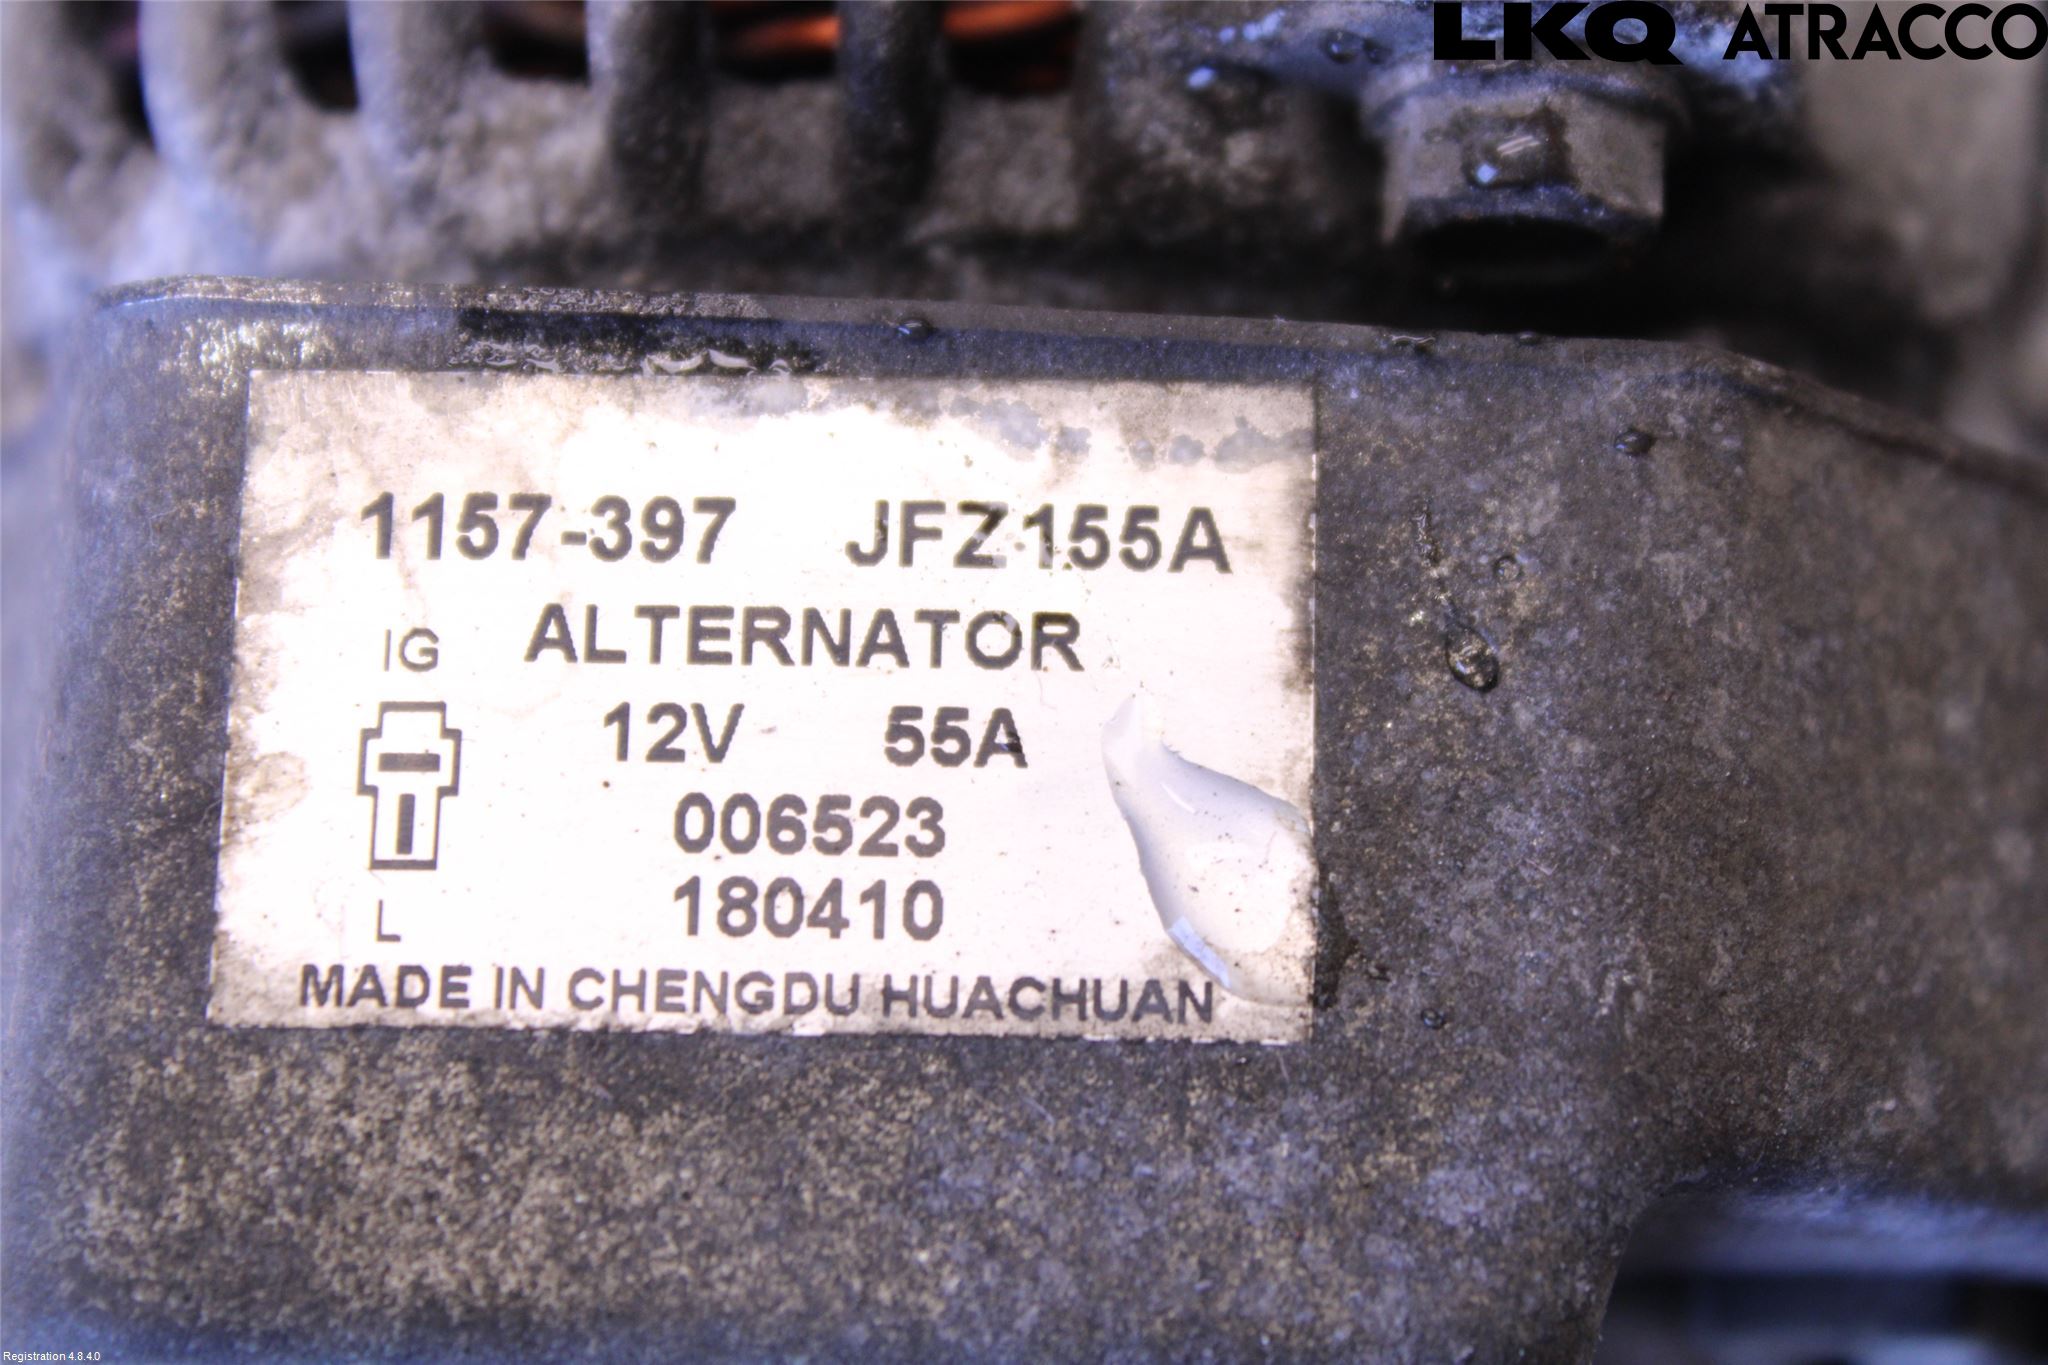 LKQ ATRACCO
1157-397 JFZ155A
IG ALTERNATOR
12V 55A
006523
180410
L
MADE IN CHENGDU HUACHUAN
Registration 4.8.4.0